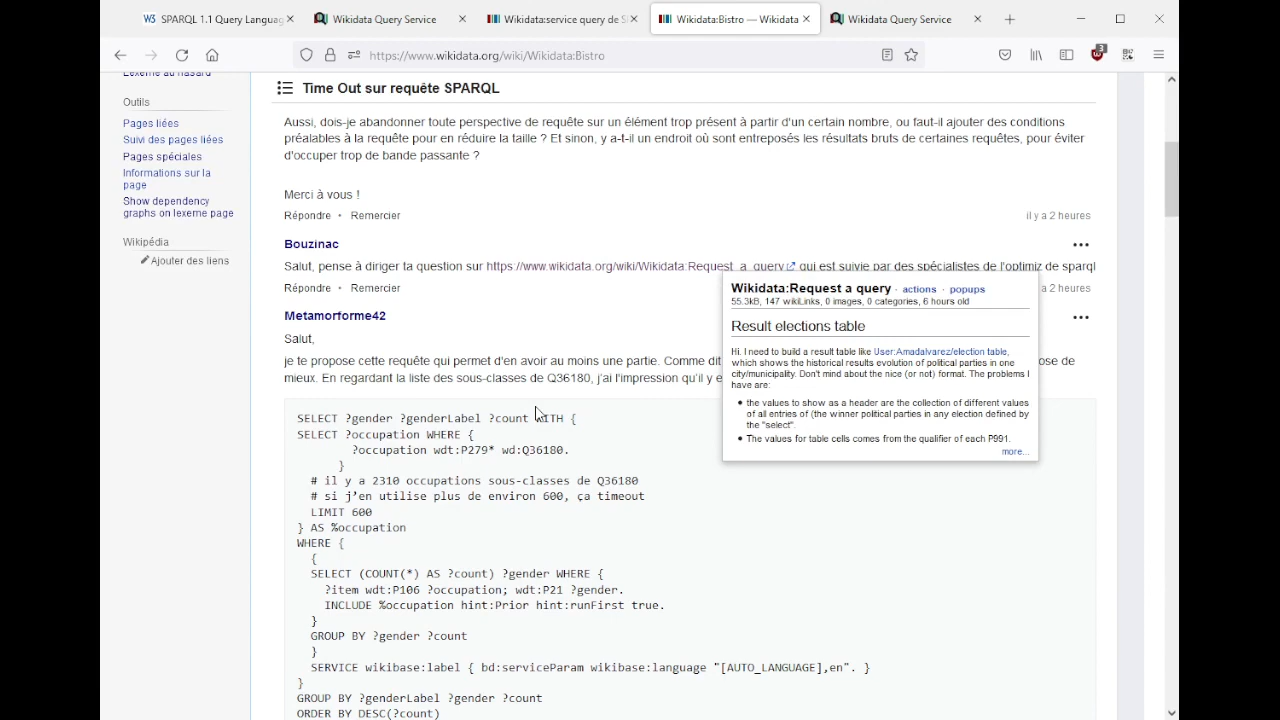 SPARQL 1.1 Query Languag
Wikidata Query Service
Wikidata:service query de S
Wikidata:Bistro — Wikidata
Wikidata Query Service
https://www.wikidata.org/wiki/Wikidata:Bistro
3
Lexème au hasard
Outils
Pages liées
Suivi des pages liées
Pages spéciales
Informations sur la
page
Show dependency
graphs on lexeme page
Wikipédia
Ajouter des liens
Time Out sur requête SPARQL
Aussi, dois-je abandonner toute perspective de requête sur un élément trop présent à partir d'un certain nombre, ou faut-il ajouter des conditions
préalables à la requête pour en réduire la taille ? Et sinon, y a-t-il un endroit où sont entreposés les résultats bruts de certaines requêtes, pour éviter
d'occuper trop de bande passante ?
Merci à vous !
Répondre • Remercier
il y a 2 heures
Bouzinac
Salut, pense à diriger ta question sur https://www.wikidata.org/wiki/Wikidata:Request_a_query qui est suivie par des spécialistes de l'optimiz de sparql
Répondre • Remercier
a 2 heures
Metamorforme42
Salut,
je te propose cette requête qui permet d'en avoir au moins une partie. Comme dit
ose de
mieux. En regardant la liste des sous-classes de Q36180, j'ai l'impression qu'il y e
Wikidata:Request a query · actions · popups
55.3kB, 147 wikiLinks, 0 images, 0 categories, 6 hours old
Result elections table
Hi. I need to build a result table like User:Amadalvarez/election table,
which shows the historical results evolution of political parties in one
city/municipality. Don't mind about the nice (or not) format. The problems I
have are:
• the values to show as a header are the collection of different values
of all entries of (the winner political parties in any election defined by
the "select".
• The values for table cells comes from the qualifier of each P991.
more...
SELECT ?gender ?genderLabel ?count WITH {
SELECT ?occupation WHERE {
?occupation wdt:P279* wd:Q36180.
}
# il y a 2310 occupations sous-classes de Q36180
# si j'en utilise plus de environ 600, ça timeout
LIMIT 600
} AS %occupation
WHERE {
{
SELECT (COUNT(*) AS ?count) ?gender WHERE {
?item wdt:P106 ?occupation; wdt:P21 ?gender.
INCLUDE %occupation hint:Prior hint:runFirst true.
}
GROUP BY ?gender ?count
}
SERVICE wikibase:label { bd:serviceParam wikibase:language "[AUTO_LANGUAGE],en". }
}
GROUP BY ?genderLabel ?gender ?count
ORDER BY DESC(?count)